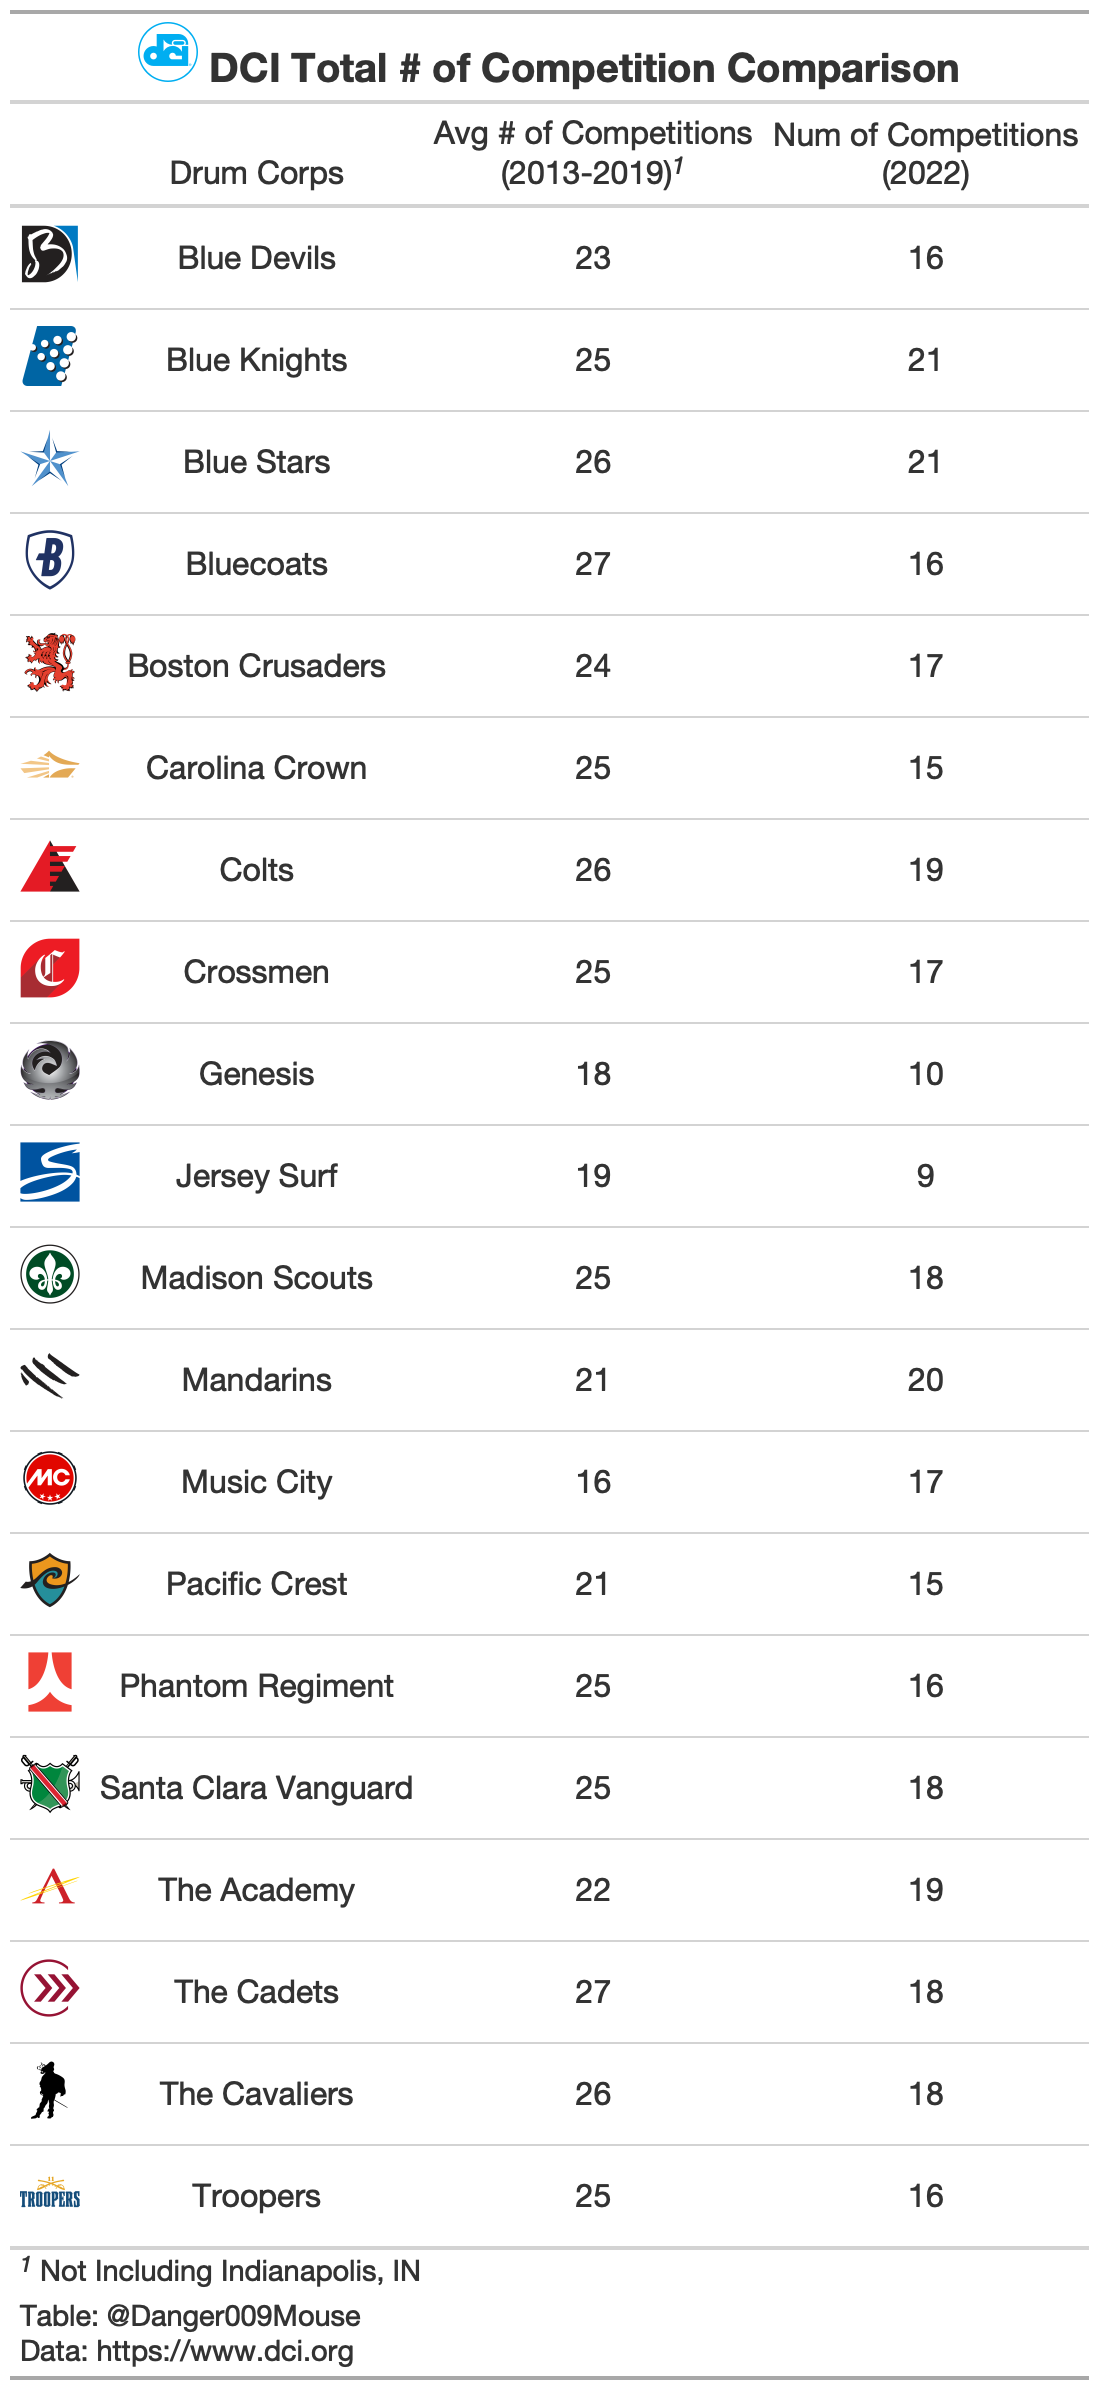 dci DCI Total # of Competition Comparison
Drum Corps Avg # of Competitions (2013-2019)1 Num of Competitions (2022)
B Blue Devils 23 16
Blue Knights 25 21
Blue Stars 26 21
B Bluecoats 27 16
Boston Crusaders 24 17
Carolina Crown 25 15
Colts 26 19
C Crossmen 25 17
Genesis 18 10
S Jersey Surf 19 9
Madison Scouts 25 18
Mandarins 21 20
MC Music City 16 17
Pacific Crest 21 15
Phantom Regiment 25 16
Santa Clara Vanguard 25 18
A The Academy 22 19
The Cadets 27 18
The Cavaliers 26 18
TROOPERS Troopers 25 16
1 Not Including Indianapolis, IN
Table: @Danger009Mouse
Data: https://www.dci.org